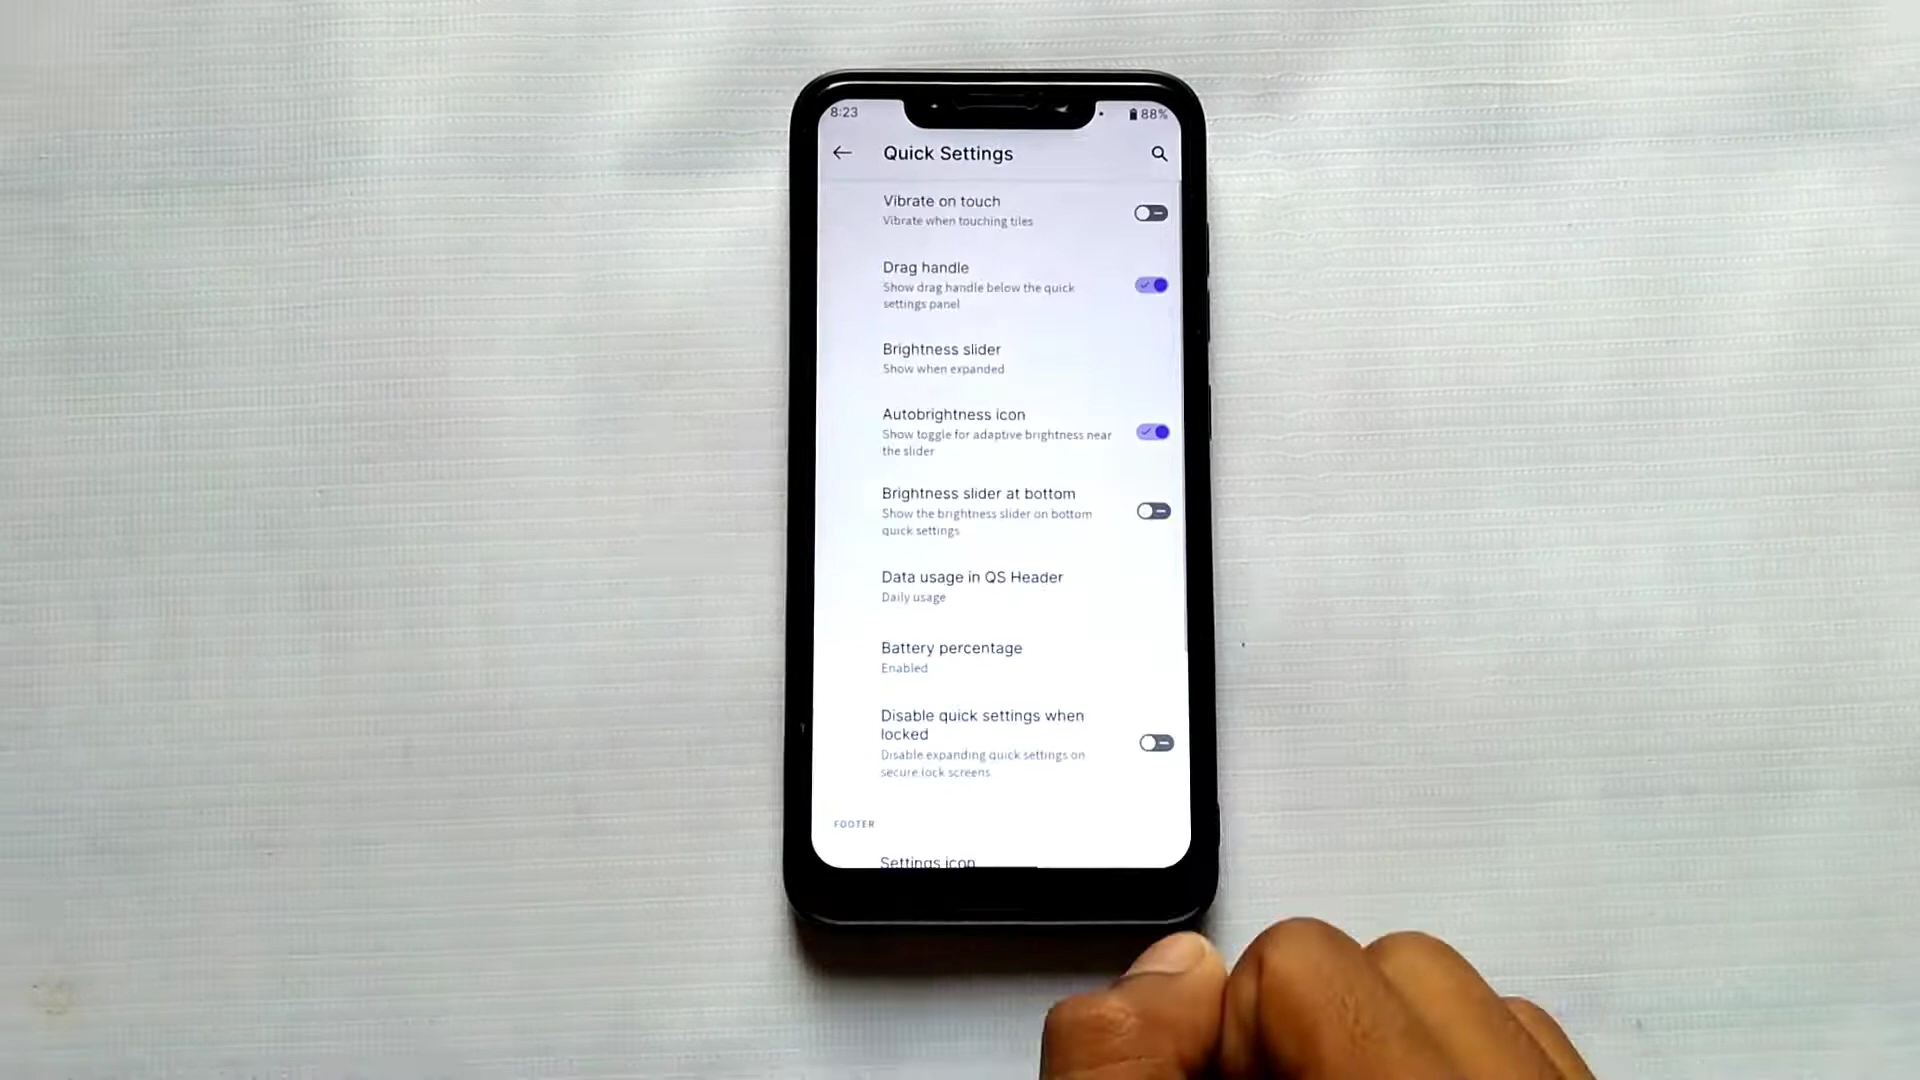 8:23
88%
Quick Settings
Vibrate on touch
Vibrate when touching tiles
Drag handle
Show drag handle below the quick
settings panel
Brightness slider
Show when expanded
Autobrightness icon
Show toggle for adaptive brightness near
the slider
Brightness slider at bottom
Show the brightness slider on bottom
quick settings
Data usage in QS Header
Daily usage
Battery percentage
Enabled
Disable quick settings when
locked
Disable expanding quick settings on
secure lock screens
FOOTER
Settings icon